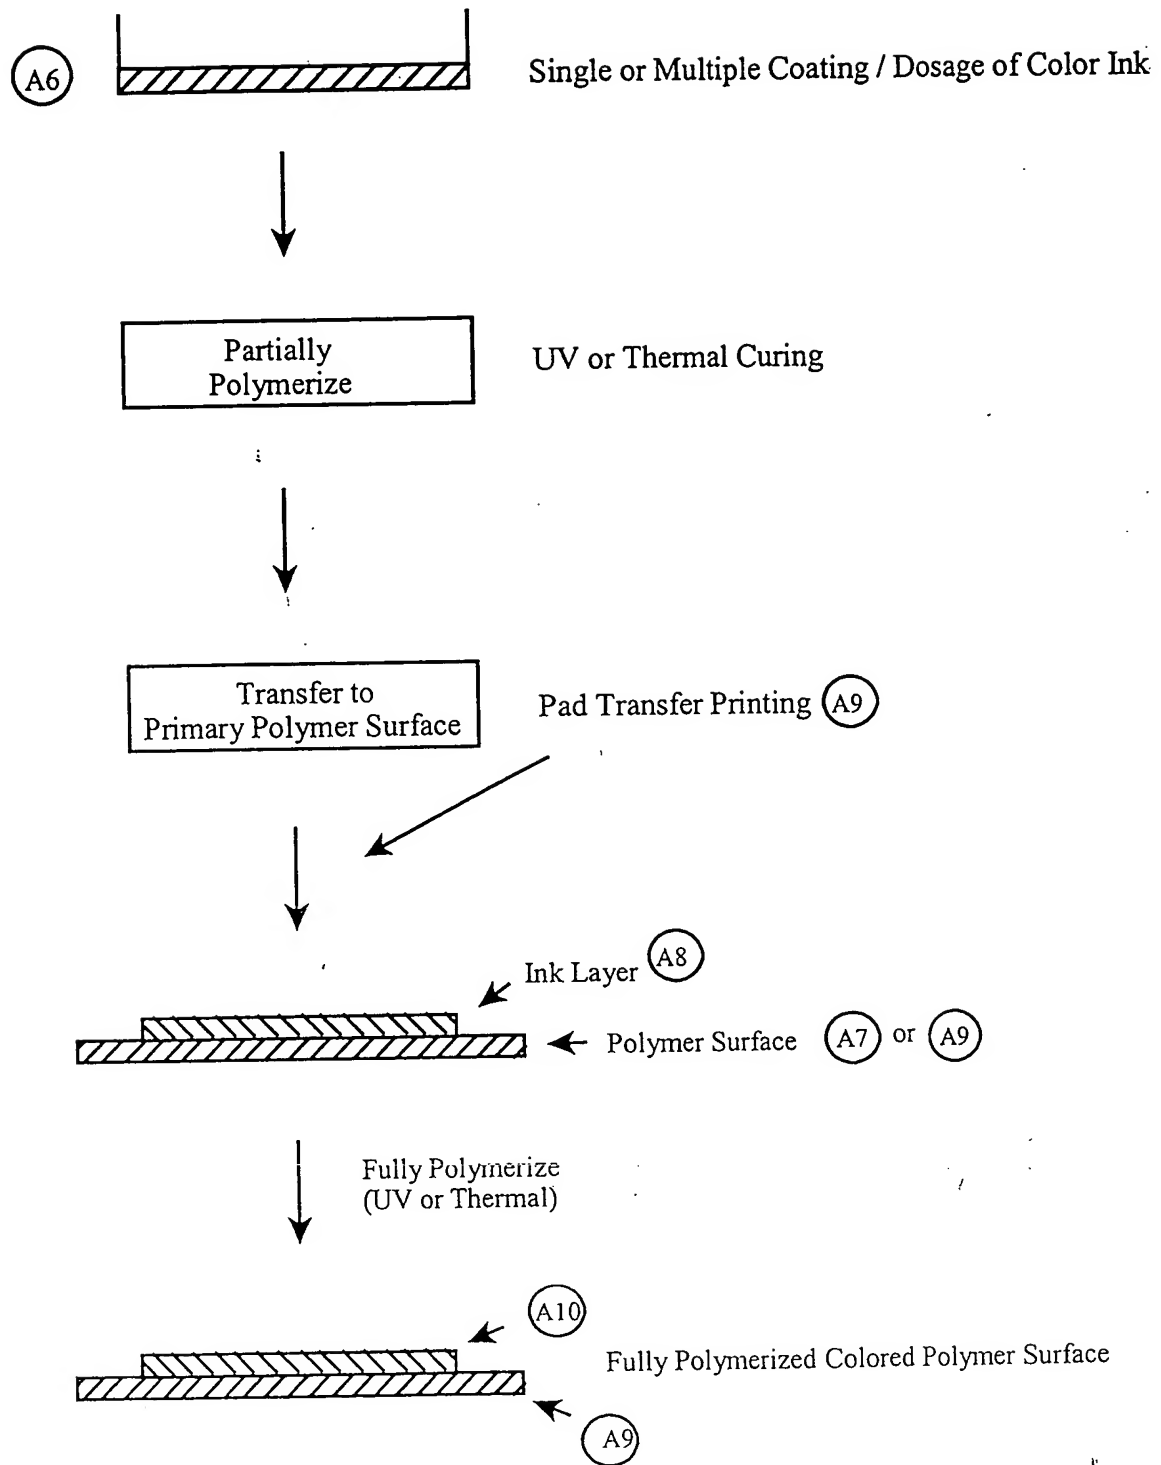 A6 Single or Multiple Coating / Dosage of Color Ink
Partially
Polymerize
UV or Thermal Curing
Transfer to
Primary Polymer Surface
Pad Transfer Printing A9
Ink Layer A8
Polymer Surface A7 or A9
Fully Polymerize
(UV or Thermal)
A10
Fully Polymerized Colored Polymer Surface
A9